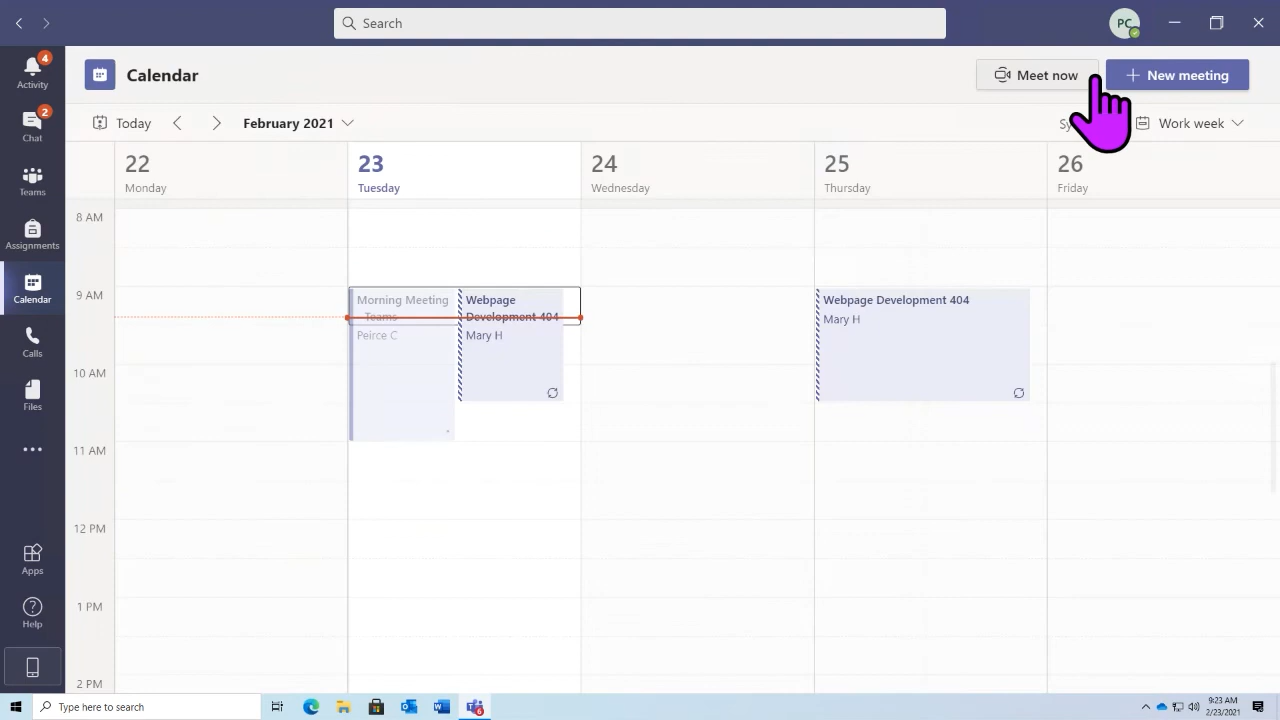 Search
PC
4
Activity
Calendar
Meet now
New meeting
2
Chat
Today
February 2021
Work week
Teams
22
Monday
23
Tuesday
24
Wednesday
25
Thursday
26
Friday
Assignments
Calendar
Calls
Files
Apps
Help
8 AM
9 AM
10 AM
11 AM
12 PM
1 PM
2 PM
Morning Meeting
Teams
Peirce C
Webpage
Development 404
Mary H
Webpage Development 404
Mary H
Type here to search
6
9:23 AM
2/23/2021